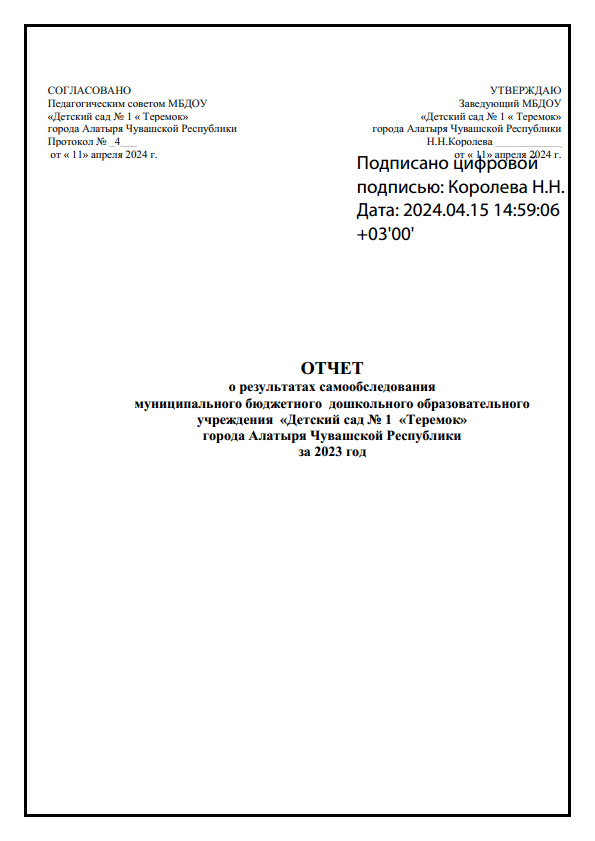 СОГЛАСОВАНО
Педагогическим советом МБДОУ
«Детский сад № 1 « Теремок»
города Алатыря Чувашской Республики
Протокол № _4___
от « 11» апреля 2024 г.
УТВЕРЖДАЮ
Заведующий МБДОУ
«Детский сад № 1 « Теремок»
города Алатыря Чувашской Республики
Н.Н.Королева ____________
от « 11» апреля 2024 г.
Подписано цифровой
подписью: Королева Н.Н.
Дата: 2024.04.15 14:59:06
+03'00'
ОТЧЕТ
о результатах самообследования
муниципального бюджетного дошкольного образовательного
учреждения «Детский сад № 1 «Теремок»
города Алатыря Чувашской Республики
за 2023 год